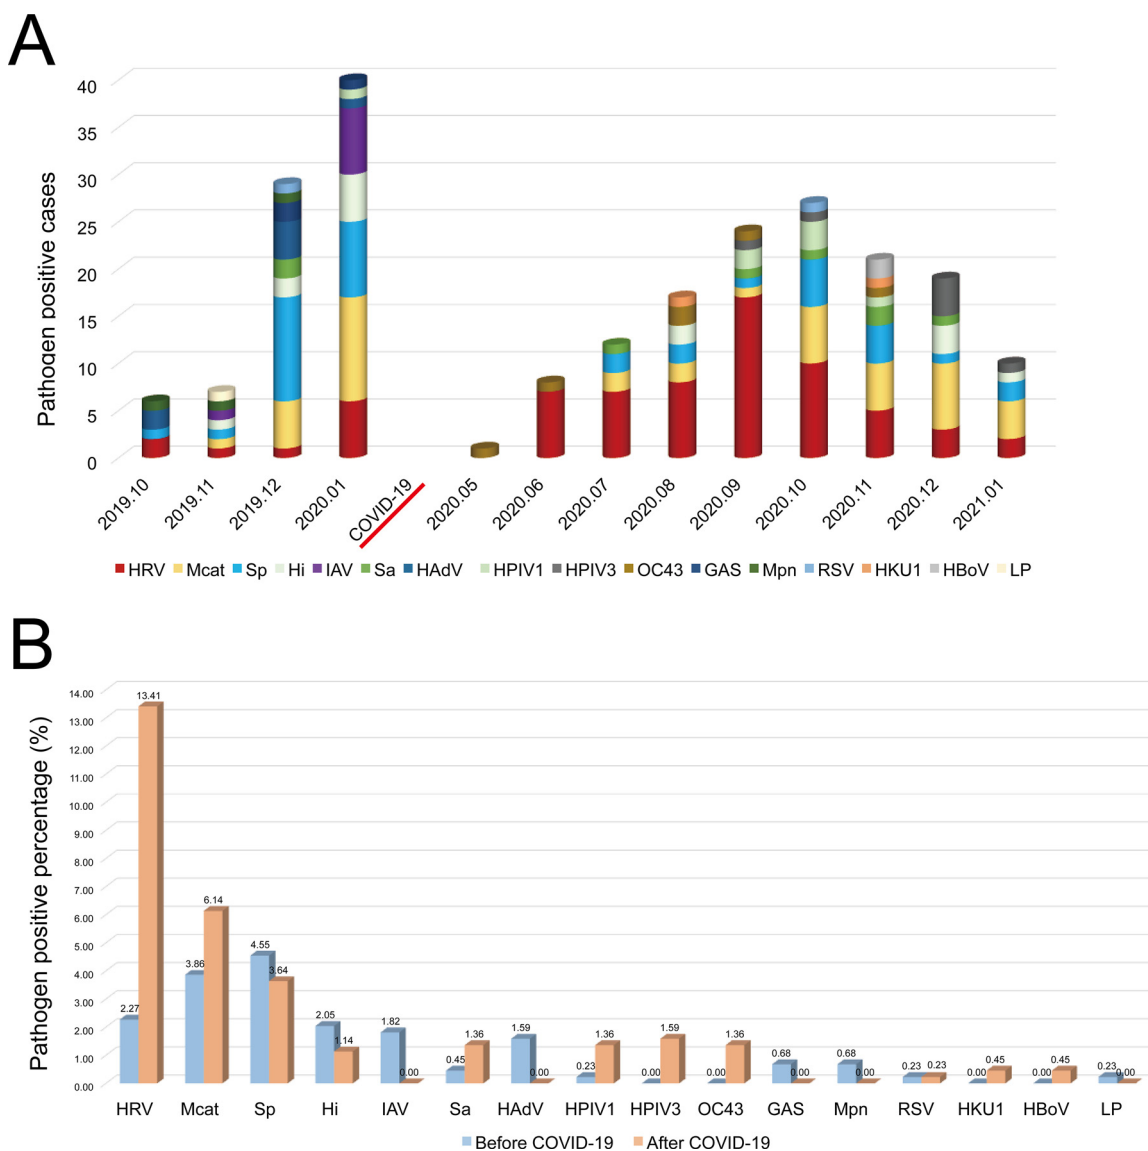 A
Pathogen positive cases
40
35
30
25
20
15
10
5
0
2019.10 2019.11 2019.12 2020.01 COVID-19 2020.05 2020.06 2020.07 2020.08 2020.09 2020.10 2020.11 2020.12 2021.01
HRV Mcat Sp Hi IAV Sa HAdV HPIV1 HPIV3 OC43 GAS Mpn RSV HKU1 HBoV LP
B
Pathogen positive percentage (%)
14.00
13.00
12.00
11.00
10.00
9.00
8.00
7.00
6.00
5.00
4.00
3.00
2.00
1.00
0.00
2.27 13.41 3.86 6.14 4.55 3.64 2.05 1.14 1.82 0.00 0.45 1.36 1.59 0.00 0.23 1.36 0.00 1.59 0.00 1.36 0.68 0.00 0.68 0.00 0.23 0.23 0.00 0.45 0.00 0.45 0.23 0.00
HRV Mcat Sp Hi IAV Sa HAdV HPIV1 HPIV3 OC43 GAS Mpn RSV HKU1 HBoV LP
Before COVID-19 After COVID-19